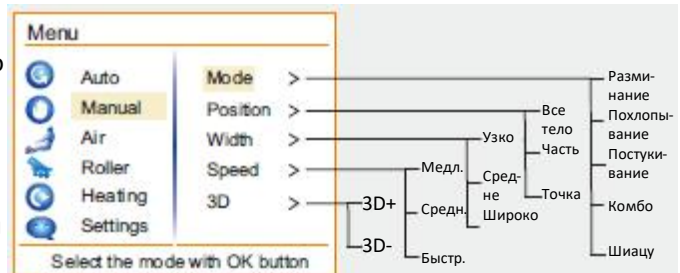 Menu
Auto
Manual
Air
Roller
Heating
Settings
Mode >
Position >
Width >
Speed >
3D >
Select the mode with OK button
3D+
3D-
Медл.
Средн.
Быстр.
Узко
Сред-
не
Широко
Все
тело
Часть
Точка
Разми-
нание
Похлопы-
вание
Постуки-
вание
Комбо
Шиацу